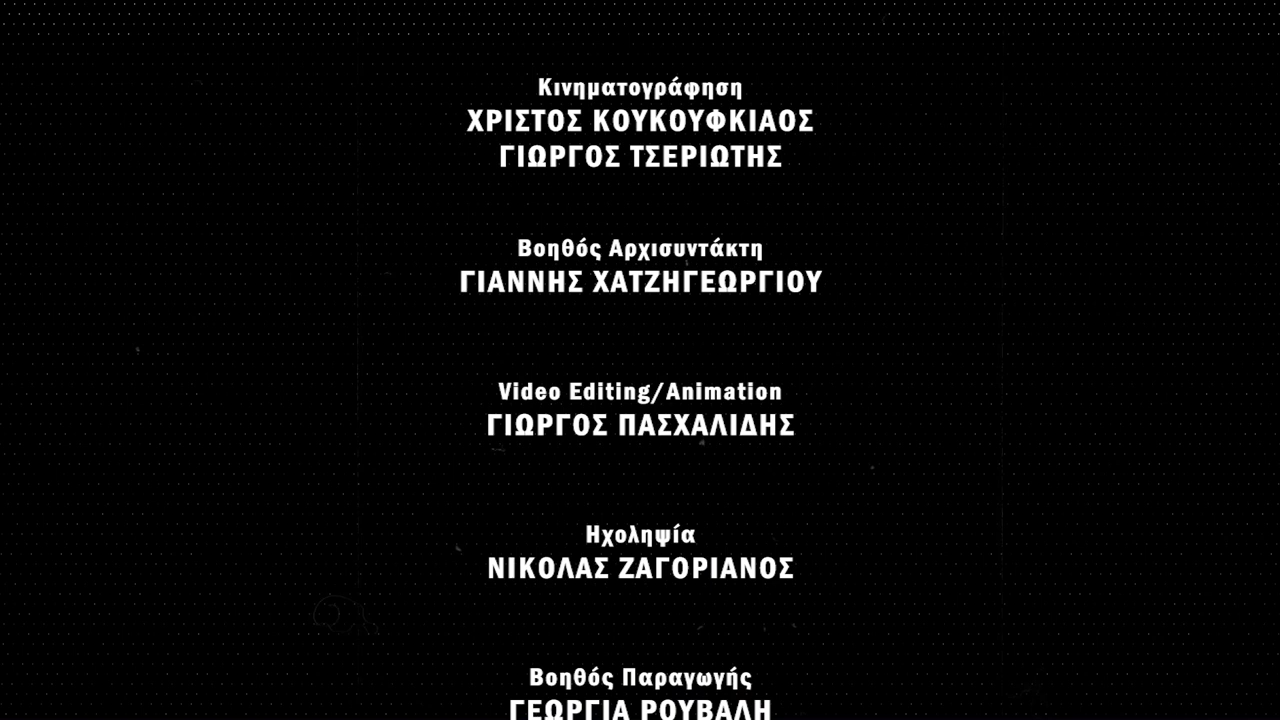 Κινηματογράφηση
ΧΡΙΣΤΟΣ ΚΟΥΚΟΥΦΚΙΑΟΣ
ΓΙΩΡΓΟΣ ΤΣΕΡΙΩΤΗΣ
Βοηθός Αρχισυντάκτη
ΓΙΑΝΝΗΣ ΧΑΤΖΗΓΕΩΡΓΙΟΥ
Video Editing/Animation
ΓΙΩΡΓΟΣ ΠΑΣΧΑΛΙΔΗΣ
Ηχοληψία
ΝΙΚΟΛΑΣ ΖΑΓΟΡΙΑΝΟΣ
Βοηθός Παραγωγής
ΓΕΩΡΓΙΑ ΡΟΥΒΑΛΗ